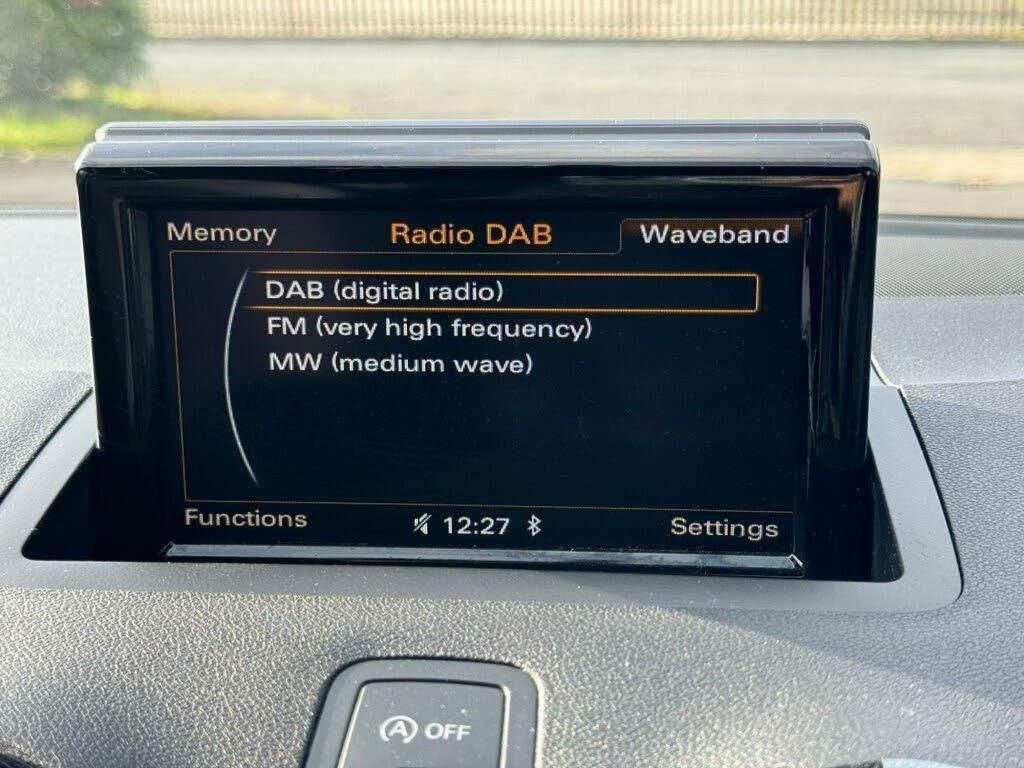 Memory Radio DAB Waveband
DAB (digital radio)
FM (very high frequency)
MW (medium wave)
Functions 12:27 Settings
A OFF